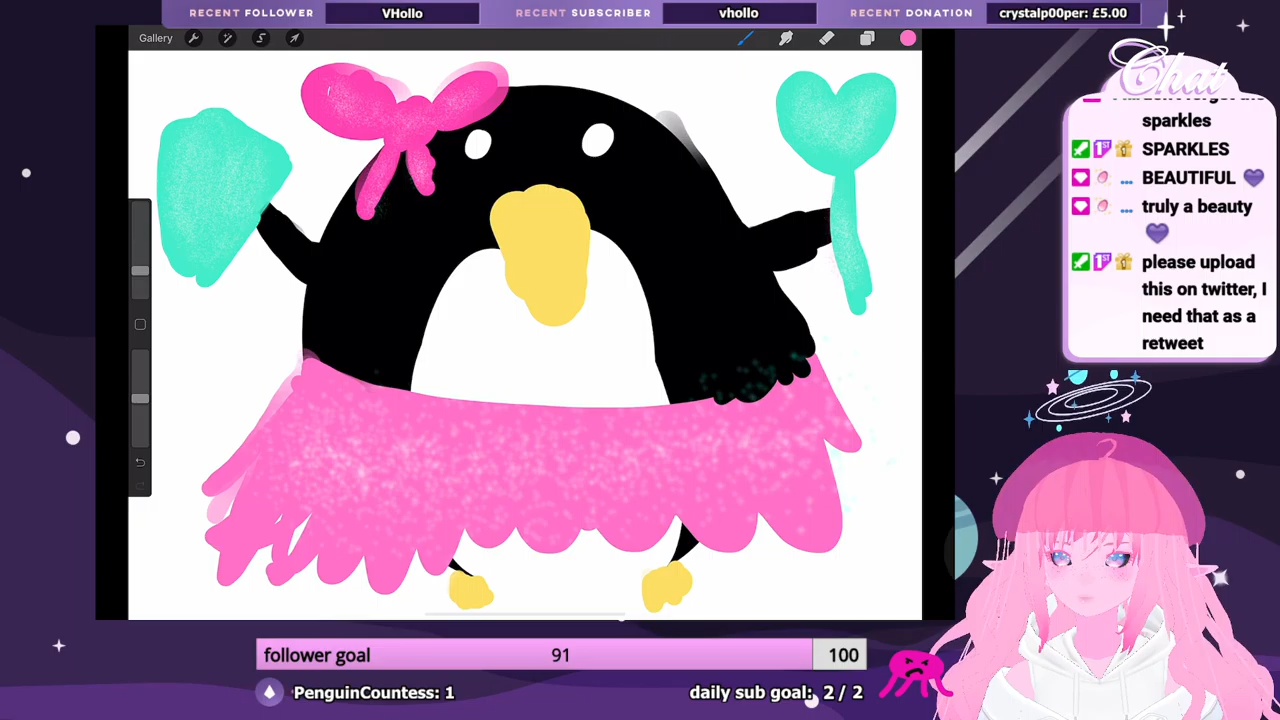 RECENT FOLLOWER VHollo RECENT SUBSCRIBER vhollo RECENT DONATION crystalp00per: £5.00
Gallery
Chat
sparkles
1ST SPARKLES
BEAUTIFUL 💜
truly a beauty
💜
1ST please upload
this on twitter, I
need that as a
retweet
follower goal 91 100
PenguinCountess: 1 daily sub goal: 2 / 2